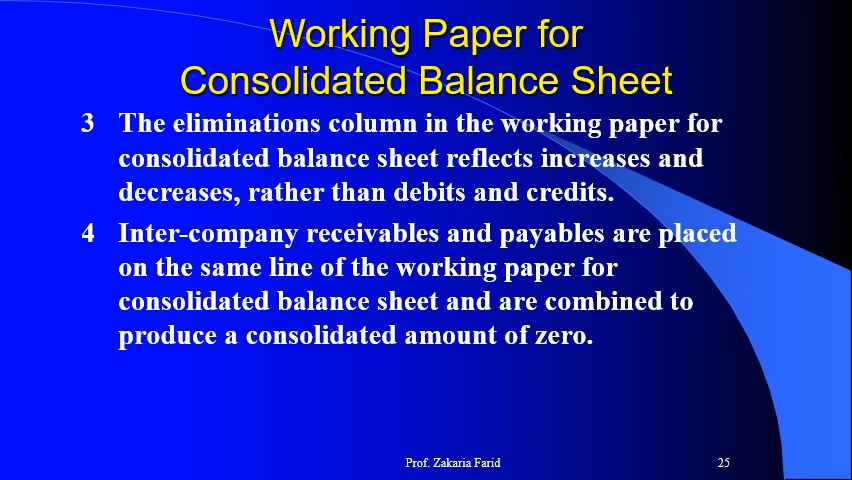 Working Paper for
Consolidated Balance Sheet
3 The eliminations column in the working paper for
consolidated balance sheet reflects increases and
decreases, rather than debits and credits.
4 Inter-company receivables and payables are placed
on the same line of the working paper for
consolidated balance sheet and are combined to
produce a consolidated amount of zero.
Prof. Zakaria Farid 25